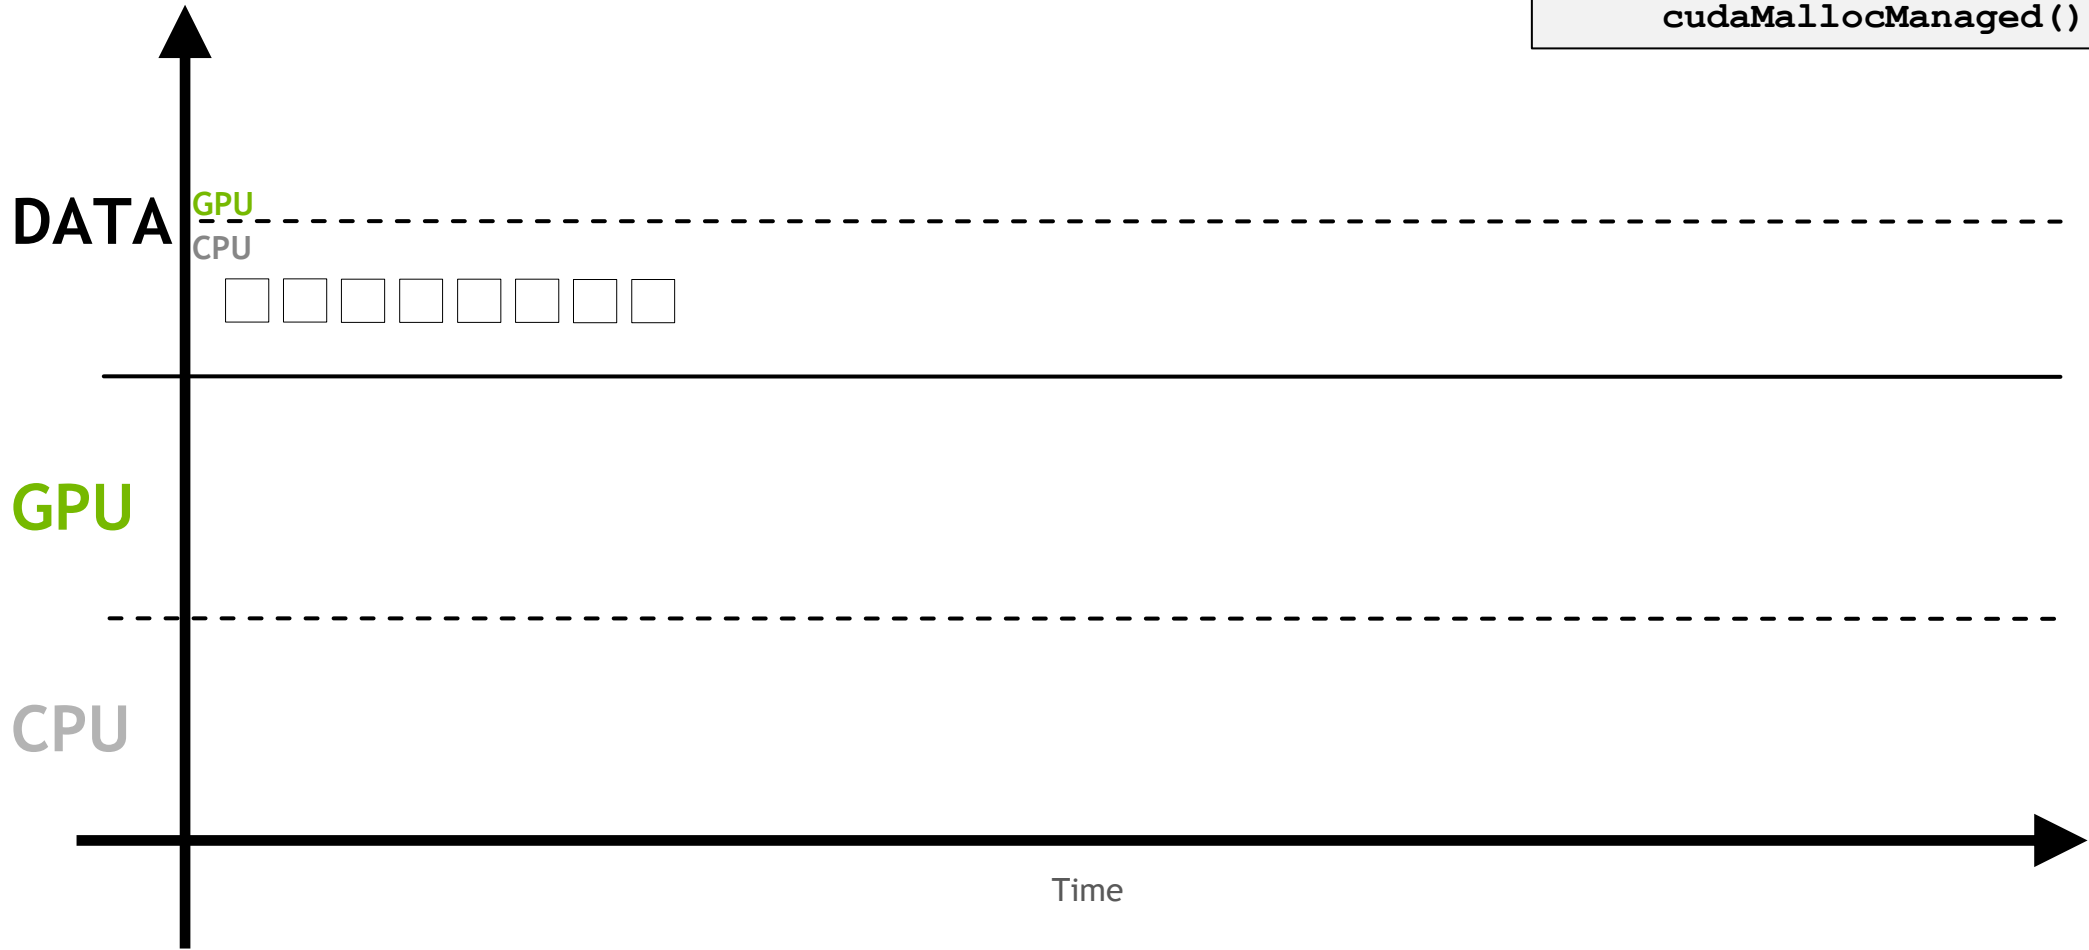 cudaMallocManaged()
DATA
GPU
CPU
GPU
CPU
Time